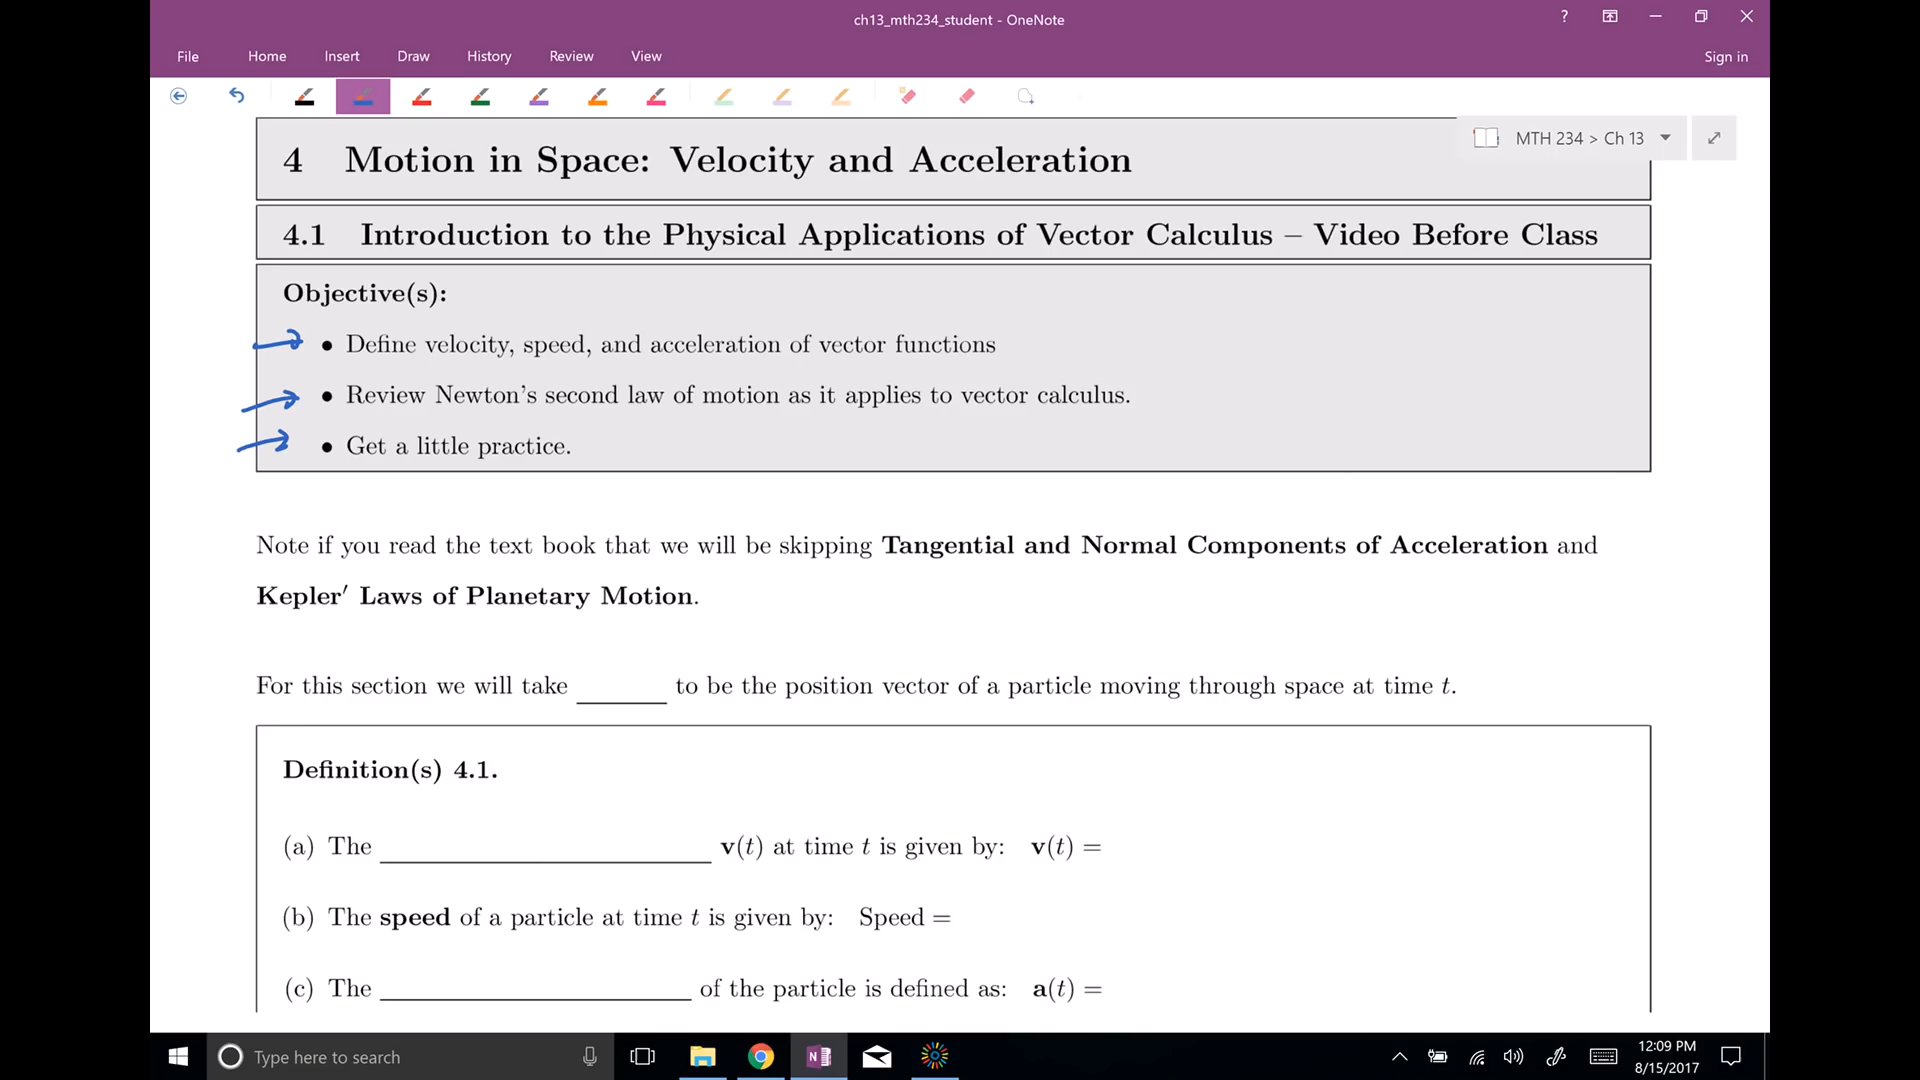 ch13_mth234_student - OneNote
?
File Home Insert Draw History Review View Sign in
MTH 234 > Ch 13
4 Motion in Space: Velocity and Acceleration
4.1 Introduction to the Physical Applications of Vector Calculus – Video Before Class
Objective(s):
• Define velocity, speed, and acceleration of vector functions
• Review Newton's second law of motion as it applies to vector calculus.
• Get a little practice.
Note if you read the text book that we will be skipping Tangential and Normal Components of Acceleration and
Kepler′ Laws of Planetary Motion.
For this section we will take ______ to be the position vector of a particle moving through space at time t.
Definition(s) 4.1.
(a) The ______________________ v(t) at time t is given by: v(t) =
(b) The speed of a particle at time t is given by: Speed =
(c) The _____________________ of the particle is defined as: a(t) =
Type here to search
12:09 PM
8/15/2017